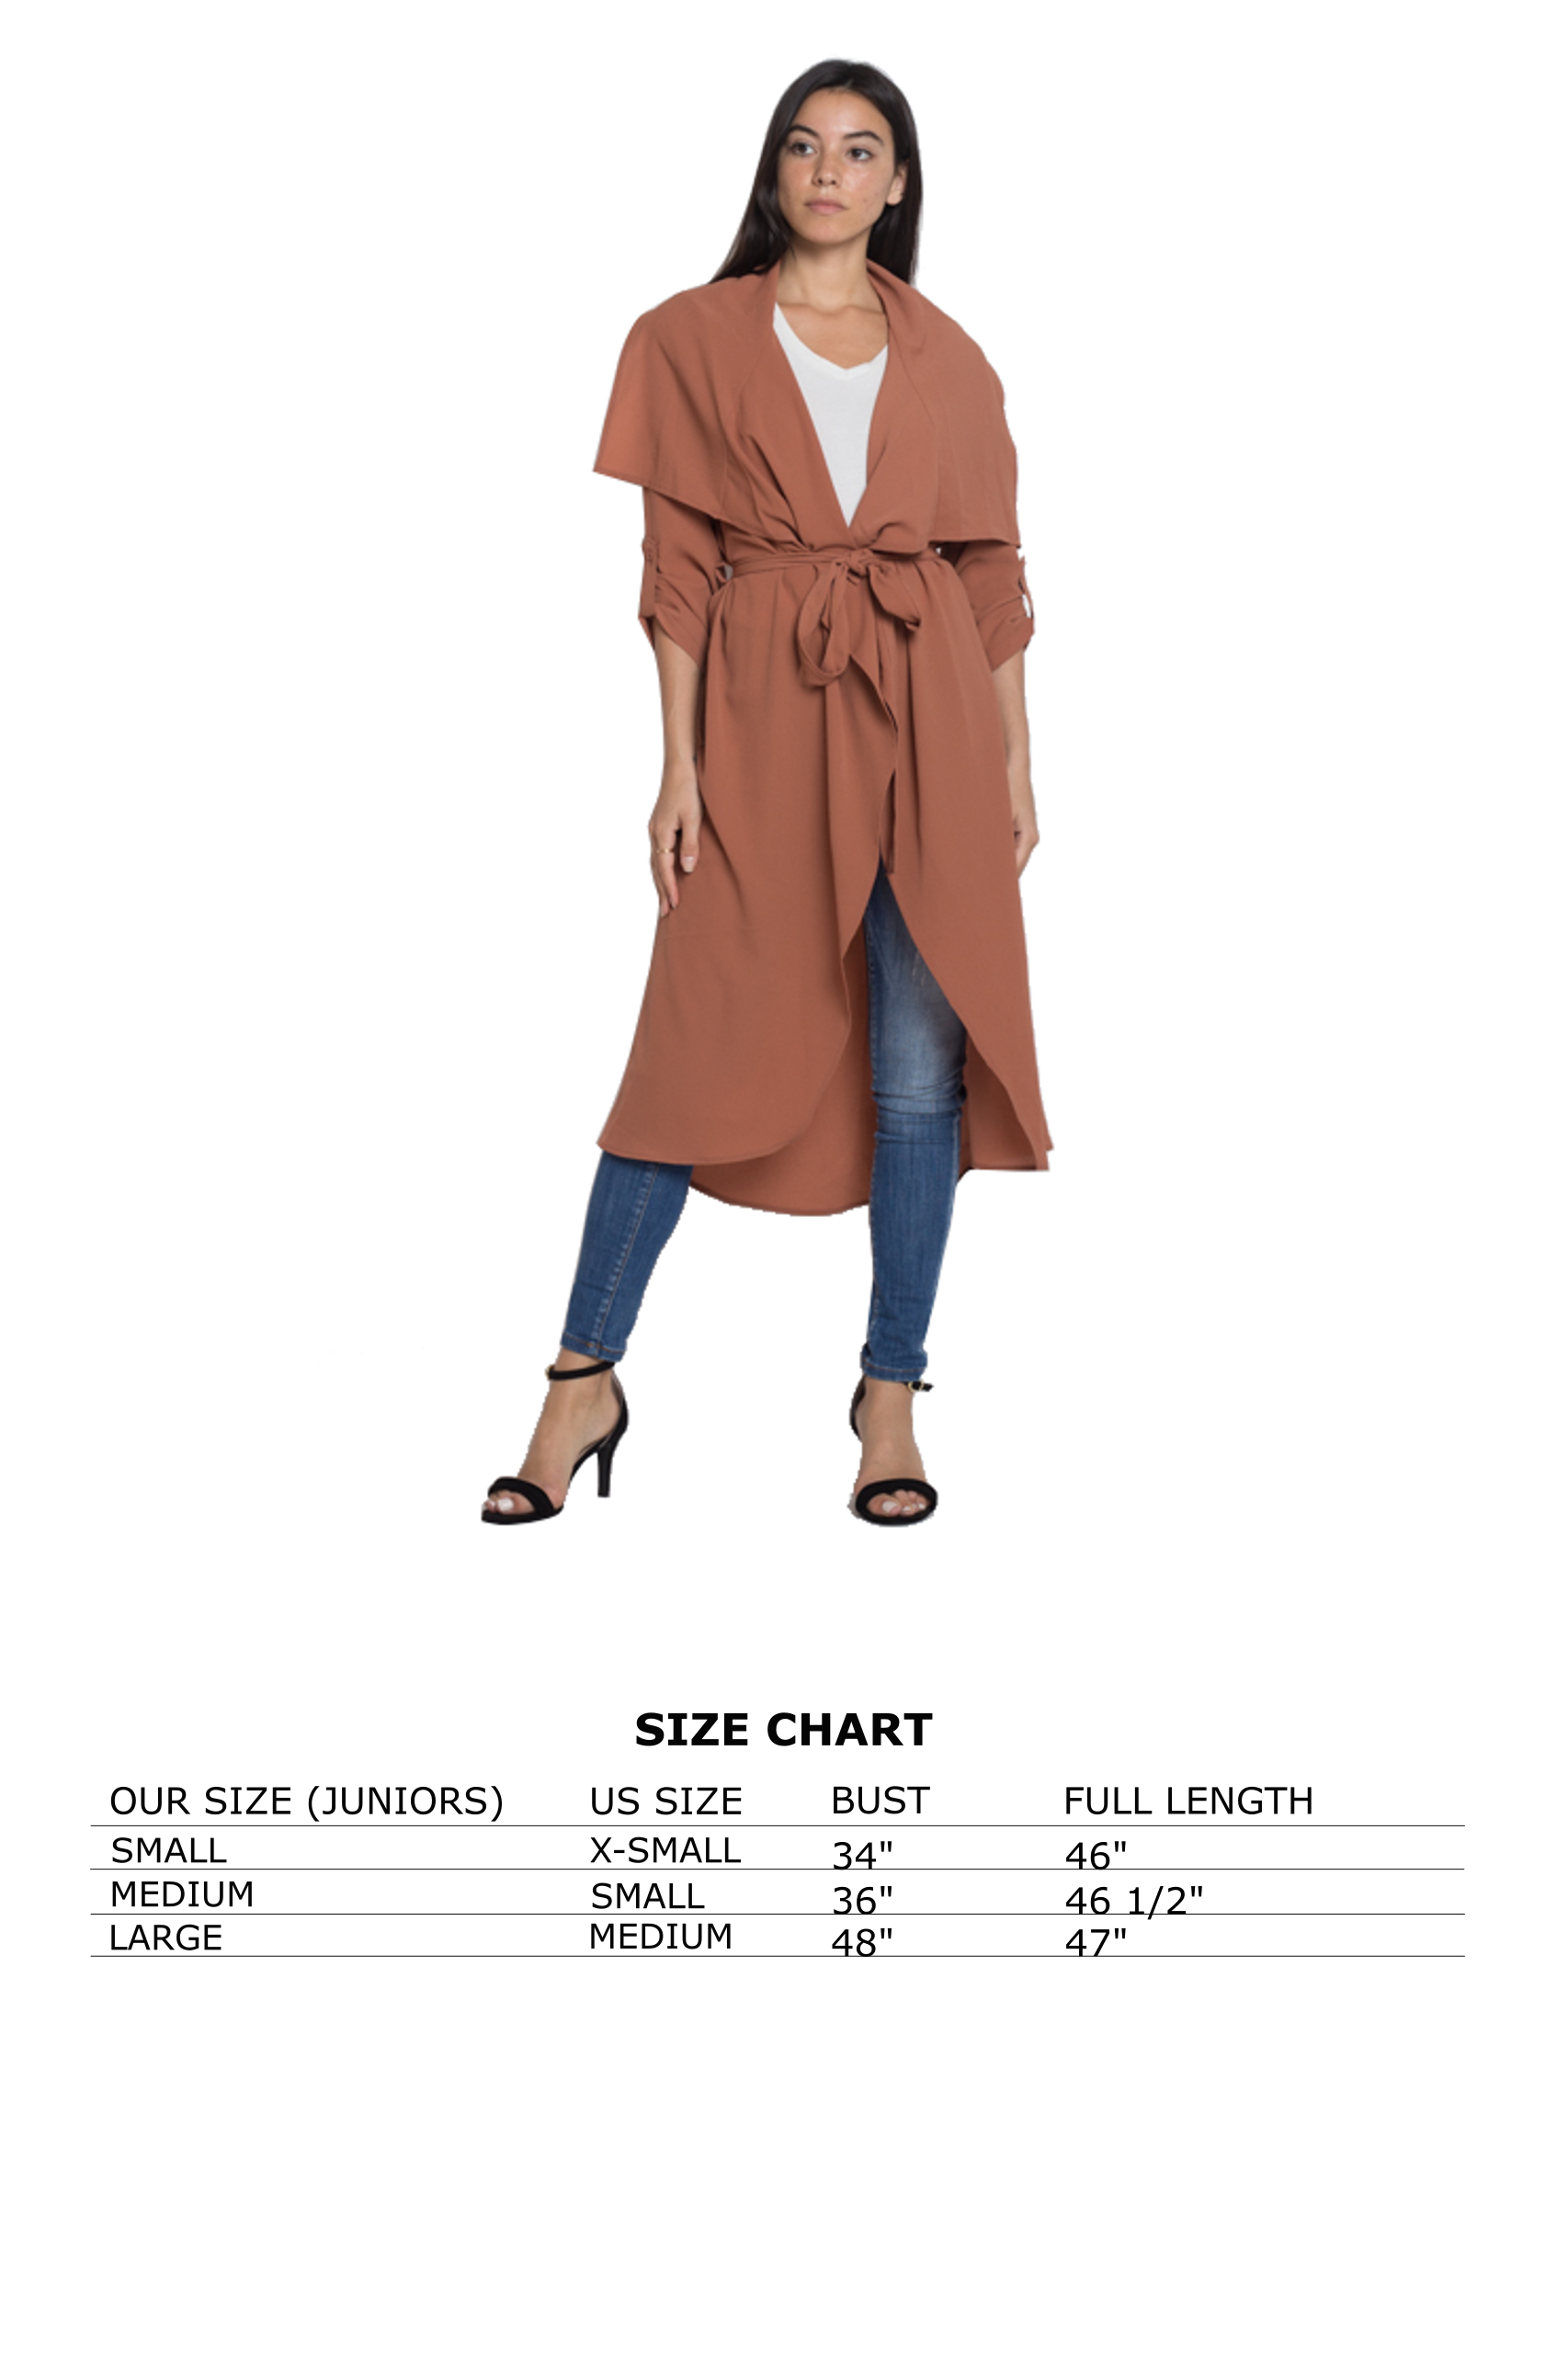 SIZE CHART
OUR SIZE (JUNIORS) US SIZE BUST FULL LENGTH
SMALL X-SMALL 34" 46"
MEDIUM SMALL 36" 46 1/2"
LARGE MEDIUM 48" 47"